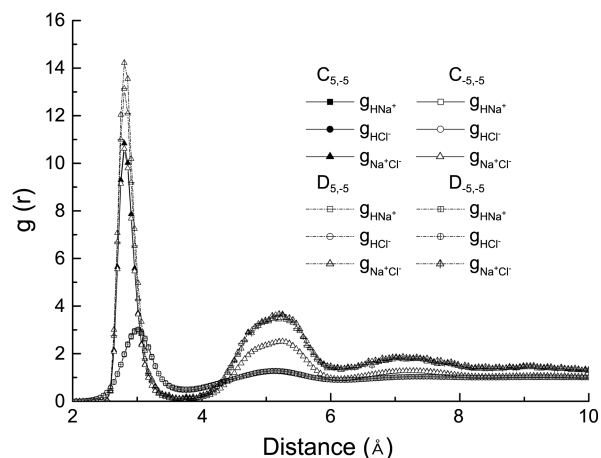 16
14
12
10
8
6
4
2
0
g (r)
C5,-5 C-5,-5
gHNa+ gHNa+
gHCl- gHCl-
gNa+Cl- gNa+Cl-
D5,-5 D-5,-5
gHNa+ gHNa+
gHCl- gHCl-
gNa+Cl- gNa+Cl-
2 4 6 8 10
Distance (Å)